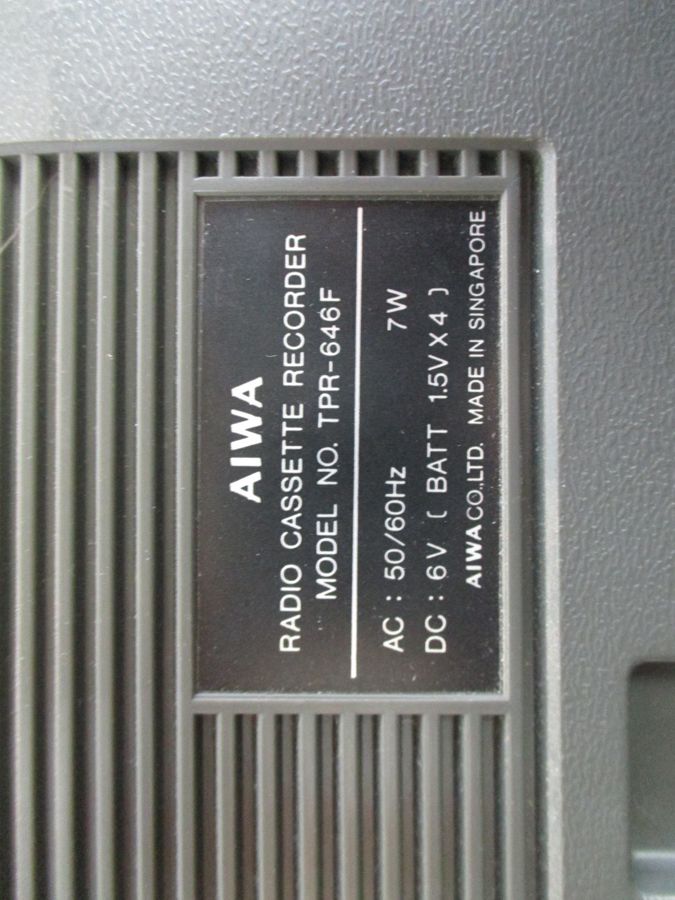 AIWA
RADIO CASSETTE RECORDER
MODEL NO. TPR-646F
AC : 50/60Hz 7W
DC : 6V ( BATT 1.5V X 4 )
AIWA CO., LTD. MADE IN SINGAPORE